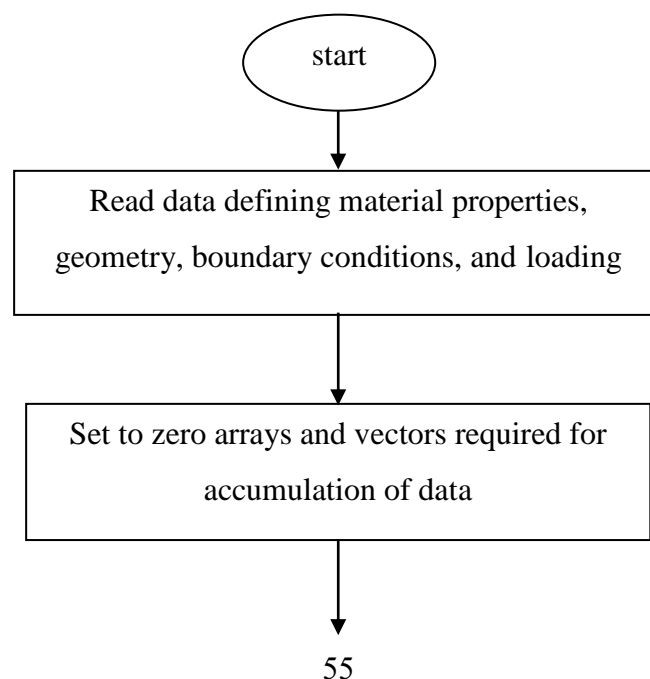 start
Read data defining material properties,
geometry, boundary conditions, and loading
Set to zero arrays and vectors required for
accumulation of data
55